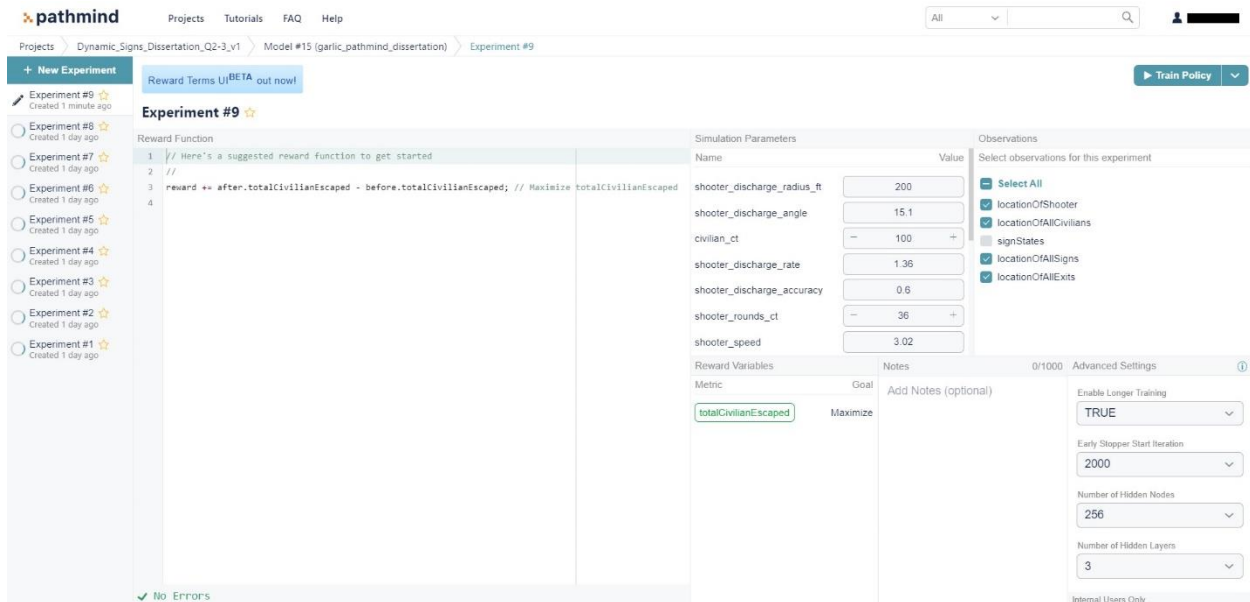 pathmind
Projects Tutorials FAQ Help
All
Projects Dynamic_Signs_Dissertation_Q2-3_v1 Model #15 (garlic_pathmind_dissertation) Experiment #9
+ New Experiment
Experiment #9
Created 1 minute ago
Experiment #8
Created 1 day ago
Experiment #7
Created 1 day ago
Experiment #6
Created 1 day ago
Experiment #5
Created 1 day ago
Experiment #4
Created 1 day ago
Experiment #3
Created 1 day ago
Experiment #2
Created 1 day ago
Experiment #1
Created 1 day ago
Reward Terms UI BETA out now!
Train Policy
Experiment #9
Reward Function
1 // Here's a suggested reward function to get started
2 //
3 reward += after.totalCivilianEscaped - before.totalCivilianEscaped; // Maximize totalCivilianEscaped
4
No Errors
Simulation Parameters
Name Value
shooter_discharge_radius_ft 200
shooter_discharge_angle 15.1
civilian_ct - 100 +
shooter_discharge_rate 1.36
shooter_discharge_accuracy 0.6
shooter_rounds_ct - 36 +
shooter_speed 3.02
Observations
Select observations for this experiment
Select All
locationOfShooter
locationOfAllCivilians
signStates
locationOfAllSigns
locationOfAllExits
Reward Variables
Metric Goal
totalCivilianEscaped Maximize
Notes 0/1000
Add Notes (optional)
Advanced Settings
Enable Longer Training
TRUE
Early Stopper Start Iteration
2000
Number of Hidden Nodes
256
Number of Hidden Layers
3
Internal Users Only